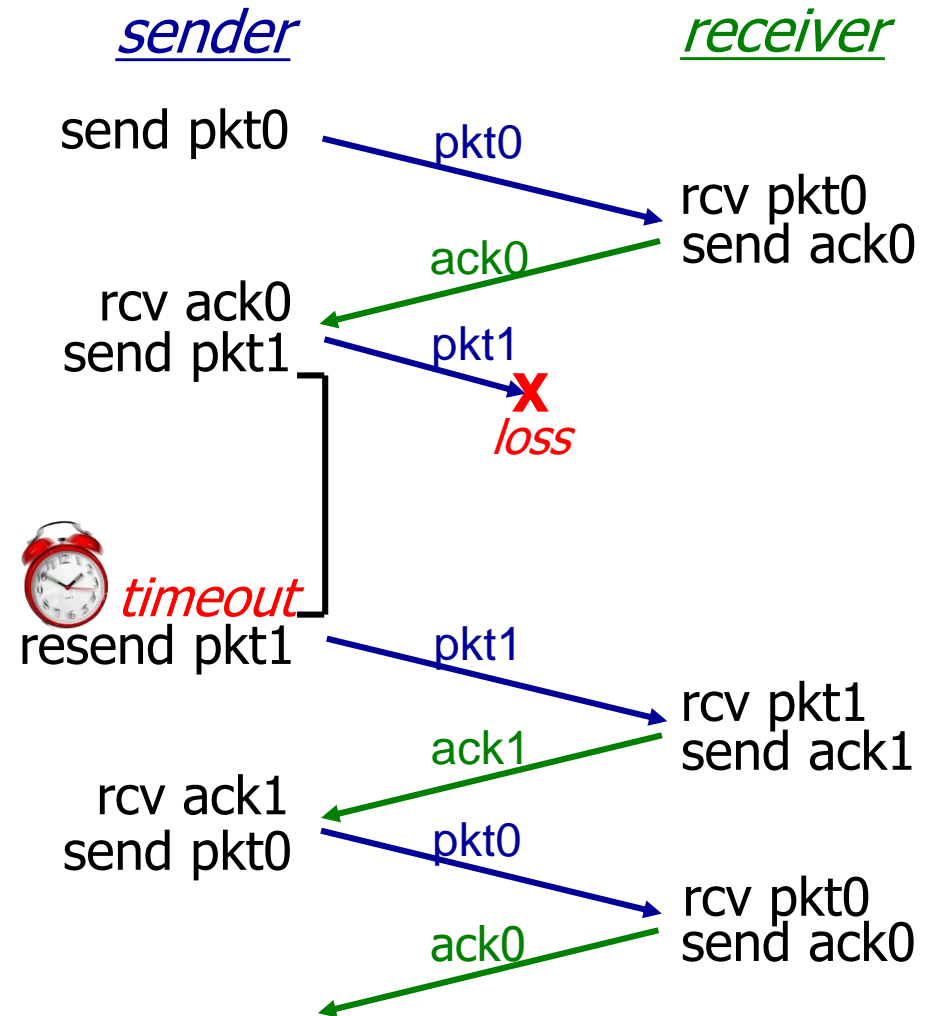 sender
receiver
send pkt0
pkt0
rcv pkt0
send ack0
ack0
rcv ack0
send pkt1
pkt1
X
loss
timeout
resend pkt1
pkt1
rcv pkt1
send ack1
ack1
rcv ack1
send pkt0
pkt0
rcv pkt0
send ack0
ack0